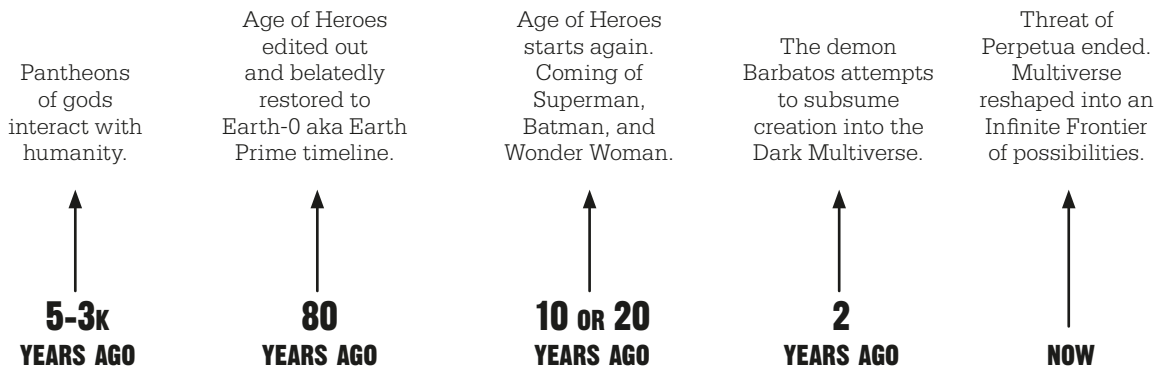 Pantheons
of gods
interact with
humanity.
Age of Heroes
edited out
and belatedly
restored to
Earth-0 aka Earth
Prime timeline.
Age of Heroes
starts again.
Coming of
Superman,
Batman, and
Wonder Woman.
The demon
Barbatos attempts
to subsume
creation into the
Dark Multiverse.
Threat of
Perpetua ended.
Multiverse
reshaped into an
Infinite Frontier
of possibilities.
5-3K
YEARS AGO
80
YEARS AGO
10 OR 20
YEARS AGO
2
YEARS AGO
NOW